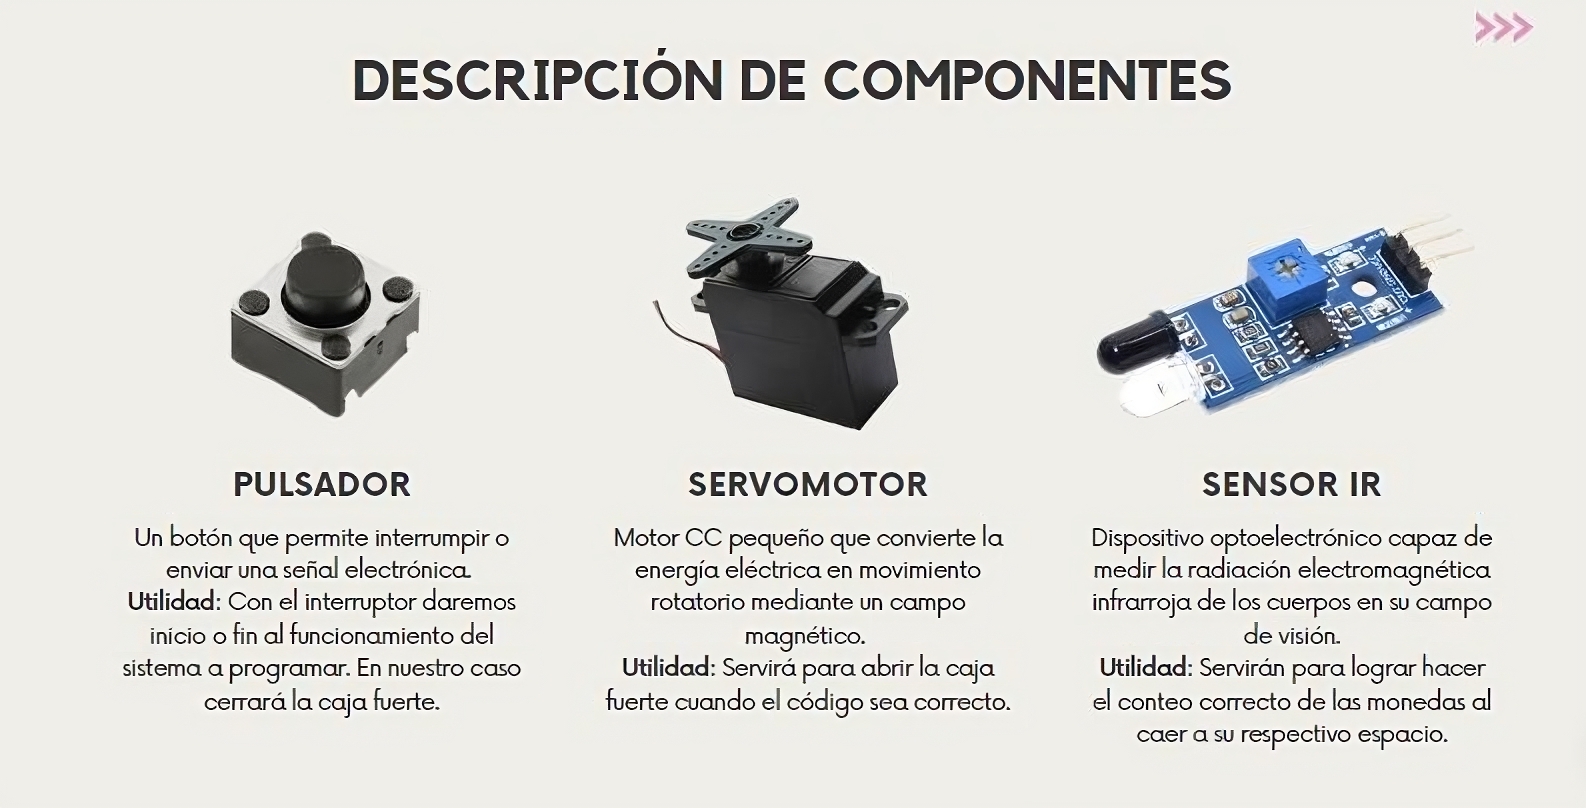 DESCRIPCIÓN DE COMPONENTES
PULSADOR
Un botón que permite interrumpir o
enviar una señal electrónica.
Utilidad: Con el interruptor daremos
inicio o fin al funcionamiento del
sistema a programar. En nuestro caso
cerrará la caja fuerte.
SERVOMOTOR
Motor CC pequeño que convierte la
energía eléctrica en movimiento
rotatorio mediante un campo
magnético.
Utilidad: Servirá para abrir la caja
fuerte cuando el código sea correcto.
SENSOR IR
Dispositivo optoelectrónico capaz de
medir la radiación electromagnética
infrarroja de los cuerpos en su campo
de visión.
Utilidad: Servirán para lograr hacer
el conteo correcto de las monedas al
caer a su respectivo espacio.